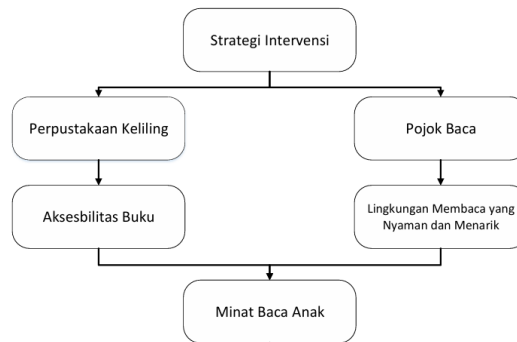 Strategi Intervensi
Perpustakaan Keliling
Pojok Baca
Aksesbilitas Buku
Lingkungan Membaca yang
Nyaman dan Menarik
Minat Baca Anak